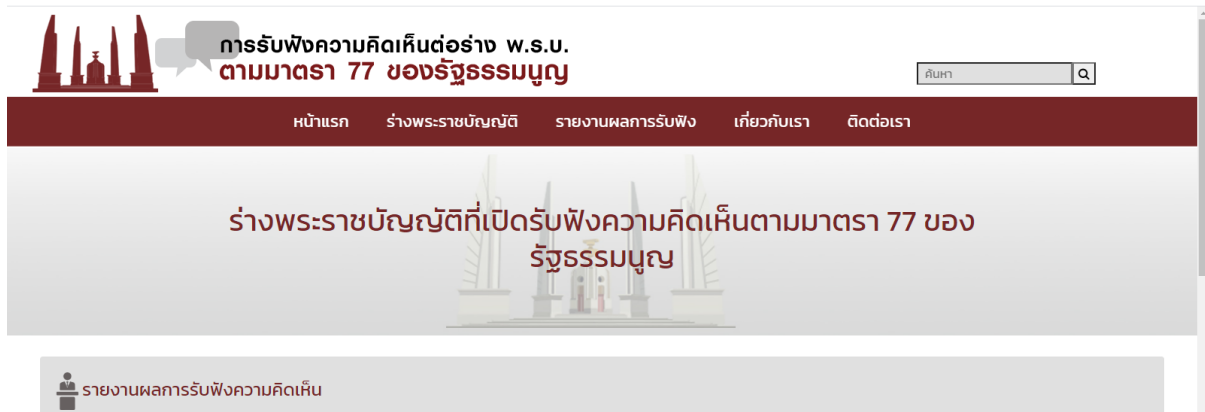 การรับฟังความคิดเห็นต่อร่าง พ.ร.บ.
ตามมาตรา 77 ของรัฐธรรมนูญ
ค้นหา
หน้าแรก ร่างพระราชบัญญัติ รายงานผลการรับฟัง เกี่ยวกับเรา ติดต่อเรา
ร่างพระราชบัญญัติที่เปิดรับฟังความคิดเห็นตามมาตรา 77 ของ
รัฐธรรมนูญ
รายงานผลการรับฟังความคิดเห็น